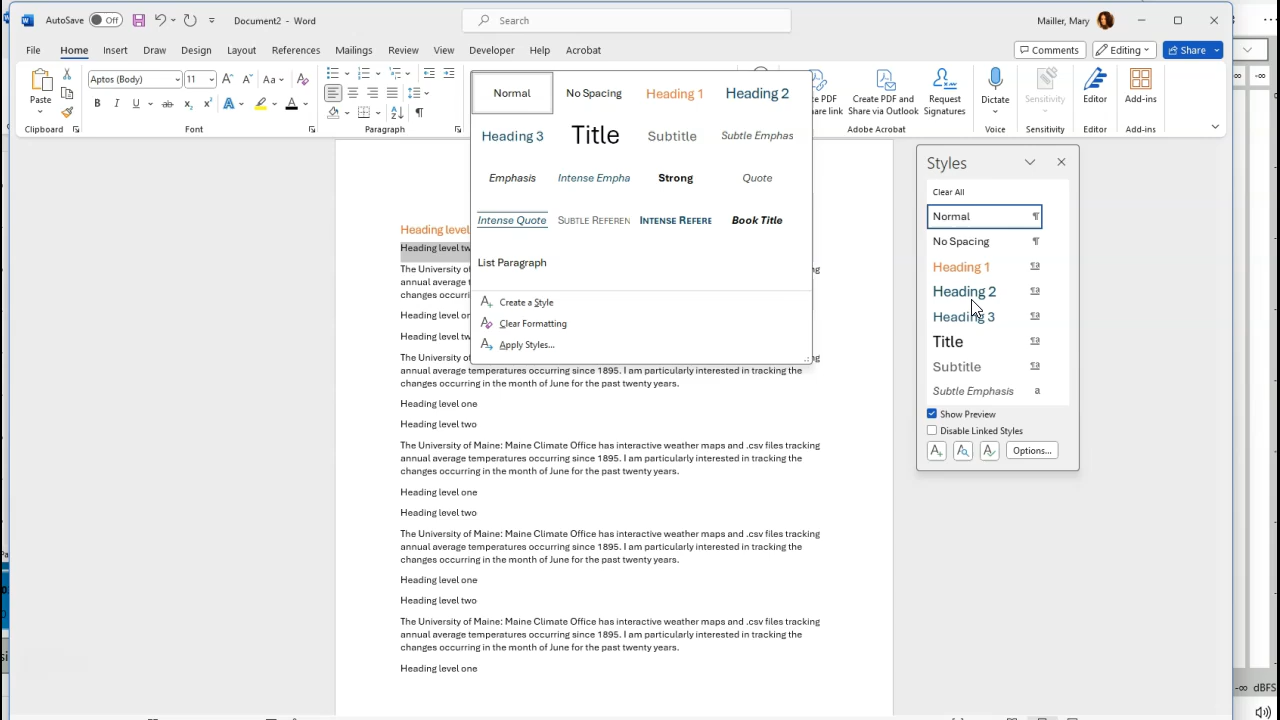 AutoSave Off Document2 - Word Search Mailler, Mary
File Home Insert Draw Design Layout References Mailings Review View Developer Help Acrobat Comments Editing Share
Paste Aptos (Body) 11 Aa
B I U ab x₂ x² A A
Clipboard Font Paragraph
Create PDF and Share via Outlook
Request Signatures
Dictate
Sensitivity
Editor
Add-ins
Adobe Acrobat Voice Sensitivity Editor Add-ins
Normal No Spacing Heading 1 Heading 2
Heading 3 Title Subtitle Subtle Emphas
Emphasis Intense Empha Strong Quote
Intense Quote Subtle Referen Intense Refere Book Title
List Paragraph
Create a Style
Clear Formatting
Apply Styles...
Heading level
Heading level tw
The University of
annual average
changes occurring
Heading level on
Heading level tw
The University of
annual average temperatures occurring since 1895. I am particularly interested in tracking the
changes occurring in the month of June for the past twenty years.
Heading level one
Heading level two
The University of Maine: Maine Climate Office has interactive weather maps and .csv files tracking
annual average temperatures occurring since 1895. I am particularly interested in tracking the
changes occurring in the month of June for the past twenty years.
Heading level one
Heading level two
The University of Maine: Maine Climate Office has interactive weather maps and .csv files tracking
annual average temperatures occurring since 1895. I am particularly interested in tracking the
changes occurring in the month of June for the past twenty years.
Heading level one
Heading level two
The University of Maine: Maine Climate Office has interactive weather maps and .csv files tracking
annual average temperatures occurring since 1895. I am particularly interested in tracking the
changes occurring in the month of June for the past twenty years.
Heading level one
Styles
Clear All
Normal
No Spacing
Heading 1
Heading 2
Heading 3
Title
Subtitle
Subtle Emphasis
Show Preview
Disable Linked Styles
Options...
-∞ dBFS